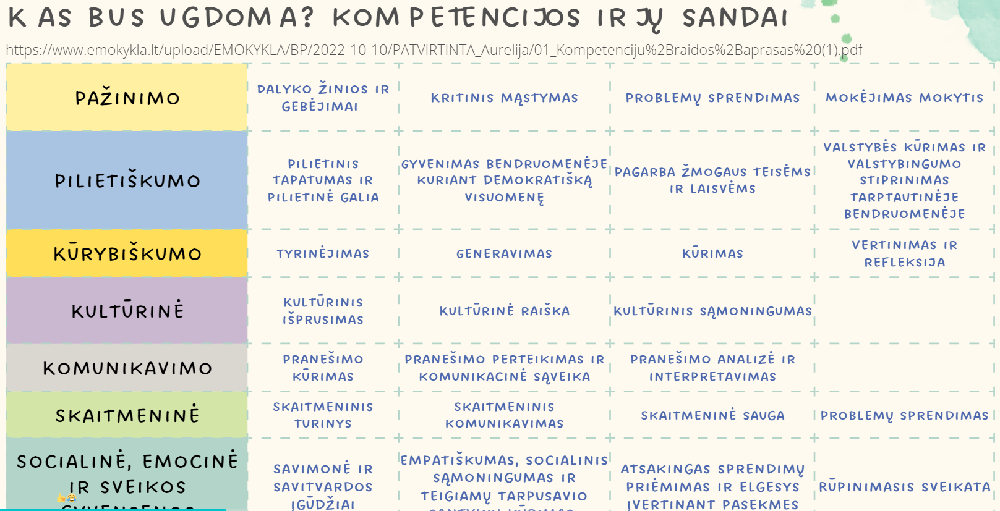 KAS BUS UGDOMA? KOMPETENCIJOS IR JŲ SANDAI
https://www.emokykla.lt/upload/EMOKYKLA/BP/2022-10-10/PATVIRTINTA_Aurelija/01_Kompetenciju%2Braidos%2Baprasas%20(1).pdf
PAŽINIMO
DALYKO ŽINIOS IR
GEBĖJIMAI
KRITINIS MĄSTYMAS
PROBLEMŲ SPRENDIMAS
MOKĖJIMAS MOKYTIS
PILIETIŠKUMO
PILIETINIS
TAPATUMAS IR
PILIETINĖ GALIA
GYVENIMAS BENDRUOMENĖJE
KURIANT DEMOKRATIŠKĄ
VISUOMENĘ
PAGARBA ŽMOGAUS TEISĖMS
IR LAISVĖMS
VALSTYBĖS KŪRIMAS IR
VALSTYBINGUMO
STIPRINIMAS
TARPTAUTINĖJE
BENDRUOMENĖJE
KŪRYBIŠKUMO
TYRINĖJIMAS
GENERAVIMAS
KŪRIMAS
VERTINIMAS IR
REFLEKSIJA
KULTŪRINĖ
KULTŪRINIS
IŠPRUSIMAS
KULTŪRINĖ RAIŠKA
KULTŪRINIS SĄMONINGUMAS
KOMUNIKAVIMO
PRANEŠIMO
KŪRIMAS
PRANEŠIMO PERTEIKIMAS IR
KOMUNIKACINĖ SĄVEIKA
PRANEŠIMO ANALIZĖ IR
INTERPRETAVIMAS
SKAITMENINĖ
SKAITMENINIS
TURINYS
SKAITMENINIS
KOMUNIKAVIMAS
SKAITMENINĖ SAUGA
PROBLEMŲ SPRENDIMAS
SOCIALINĖ, EMOCINĖ
IR SVEIKOS
GYVENSENOS
SAVIMONĖ IR
SAVITVARDOS
ĮGŪDŽIAI
EMPATIŠKUMAS, SOCIALINIS
SĄMONINGUMAS IR
TEIGIAMŲ TARPUSAVIO
SANTYKIŲ KŪRIMAS
ATSAKINGAS SPRENDIMŲ
PRIĖMIMAS IR ELGESYS
ĮVERTINANT PASEKMES
RŪPINIMASIS SVEIKATA